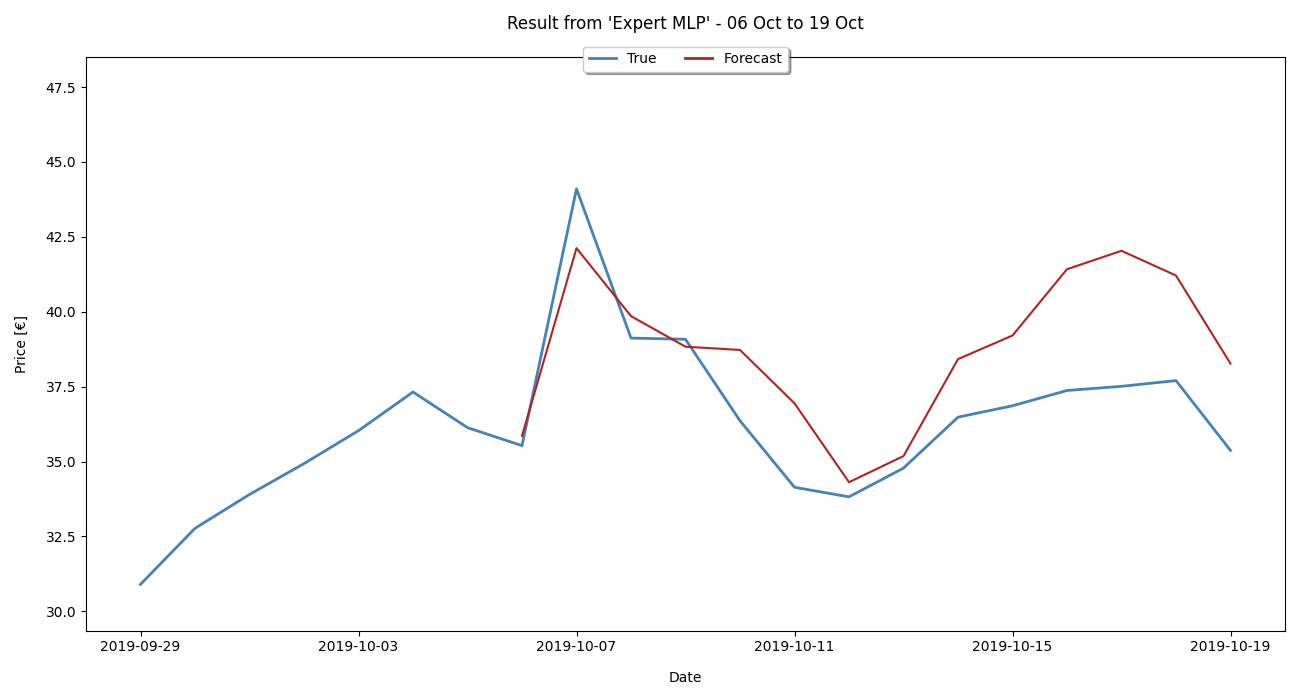 Result from 'Expert MLP' - 06 Oct to 19 Oct
True Forecast
47.5
45.0
42.5
40.0
37.5
35.0
32.5
30.0
Price [€]
2019-09-29 2019-10-03 2019-10-07 2019-10-11 2019-10-15 2019-10-19
Date